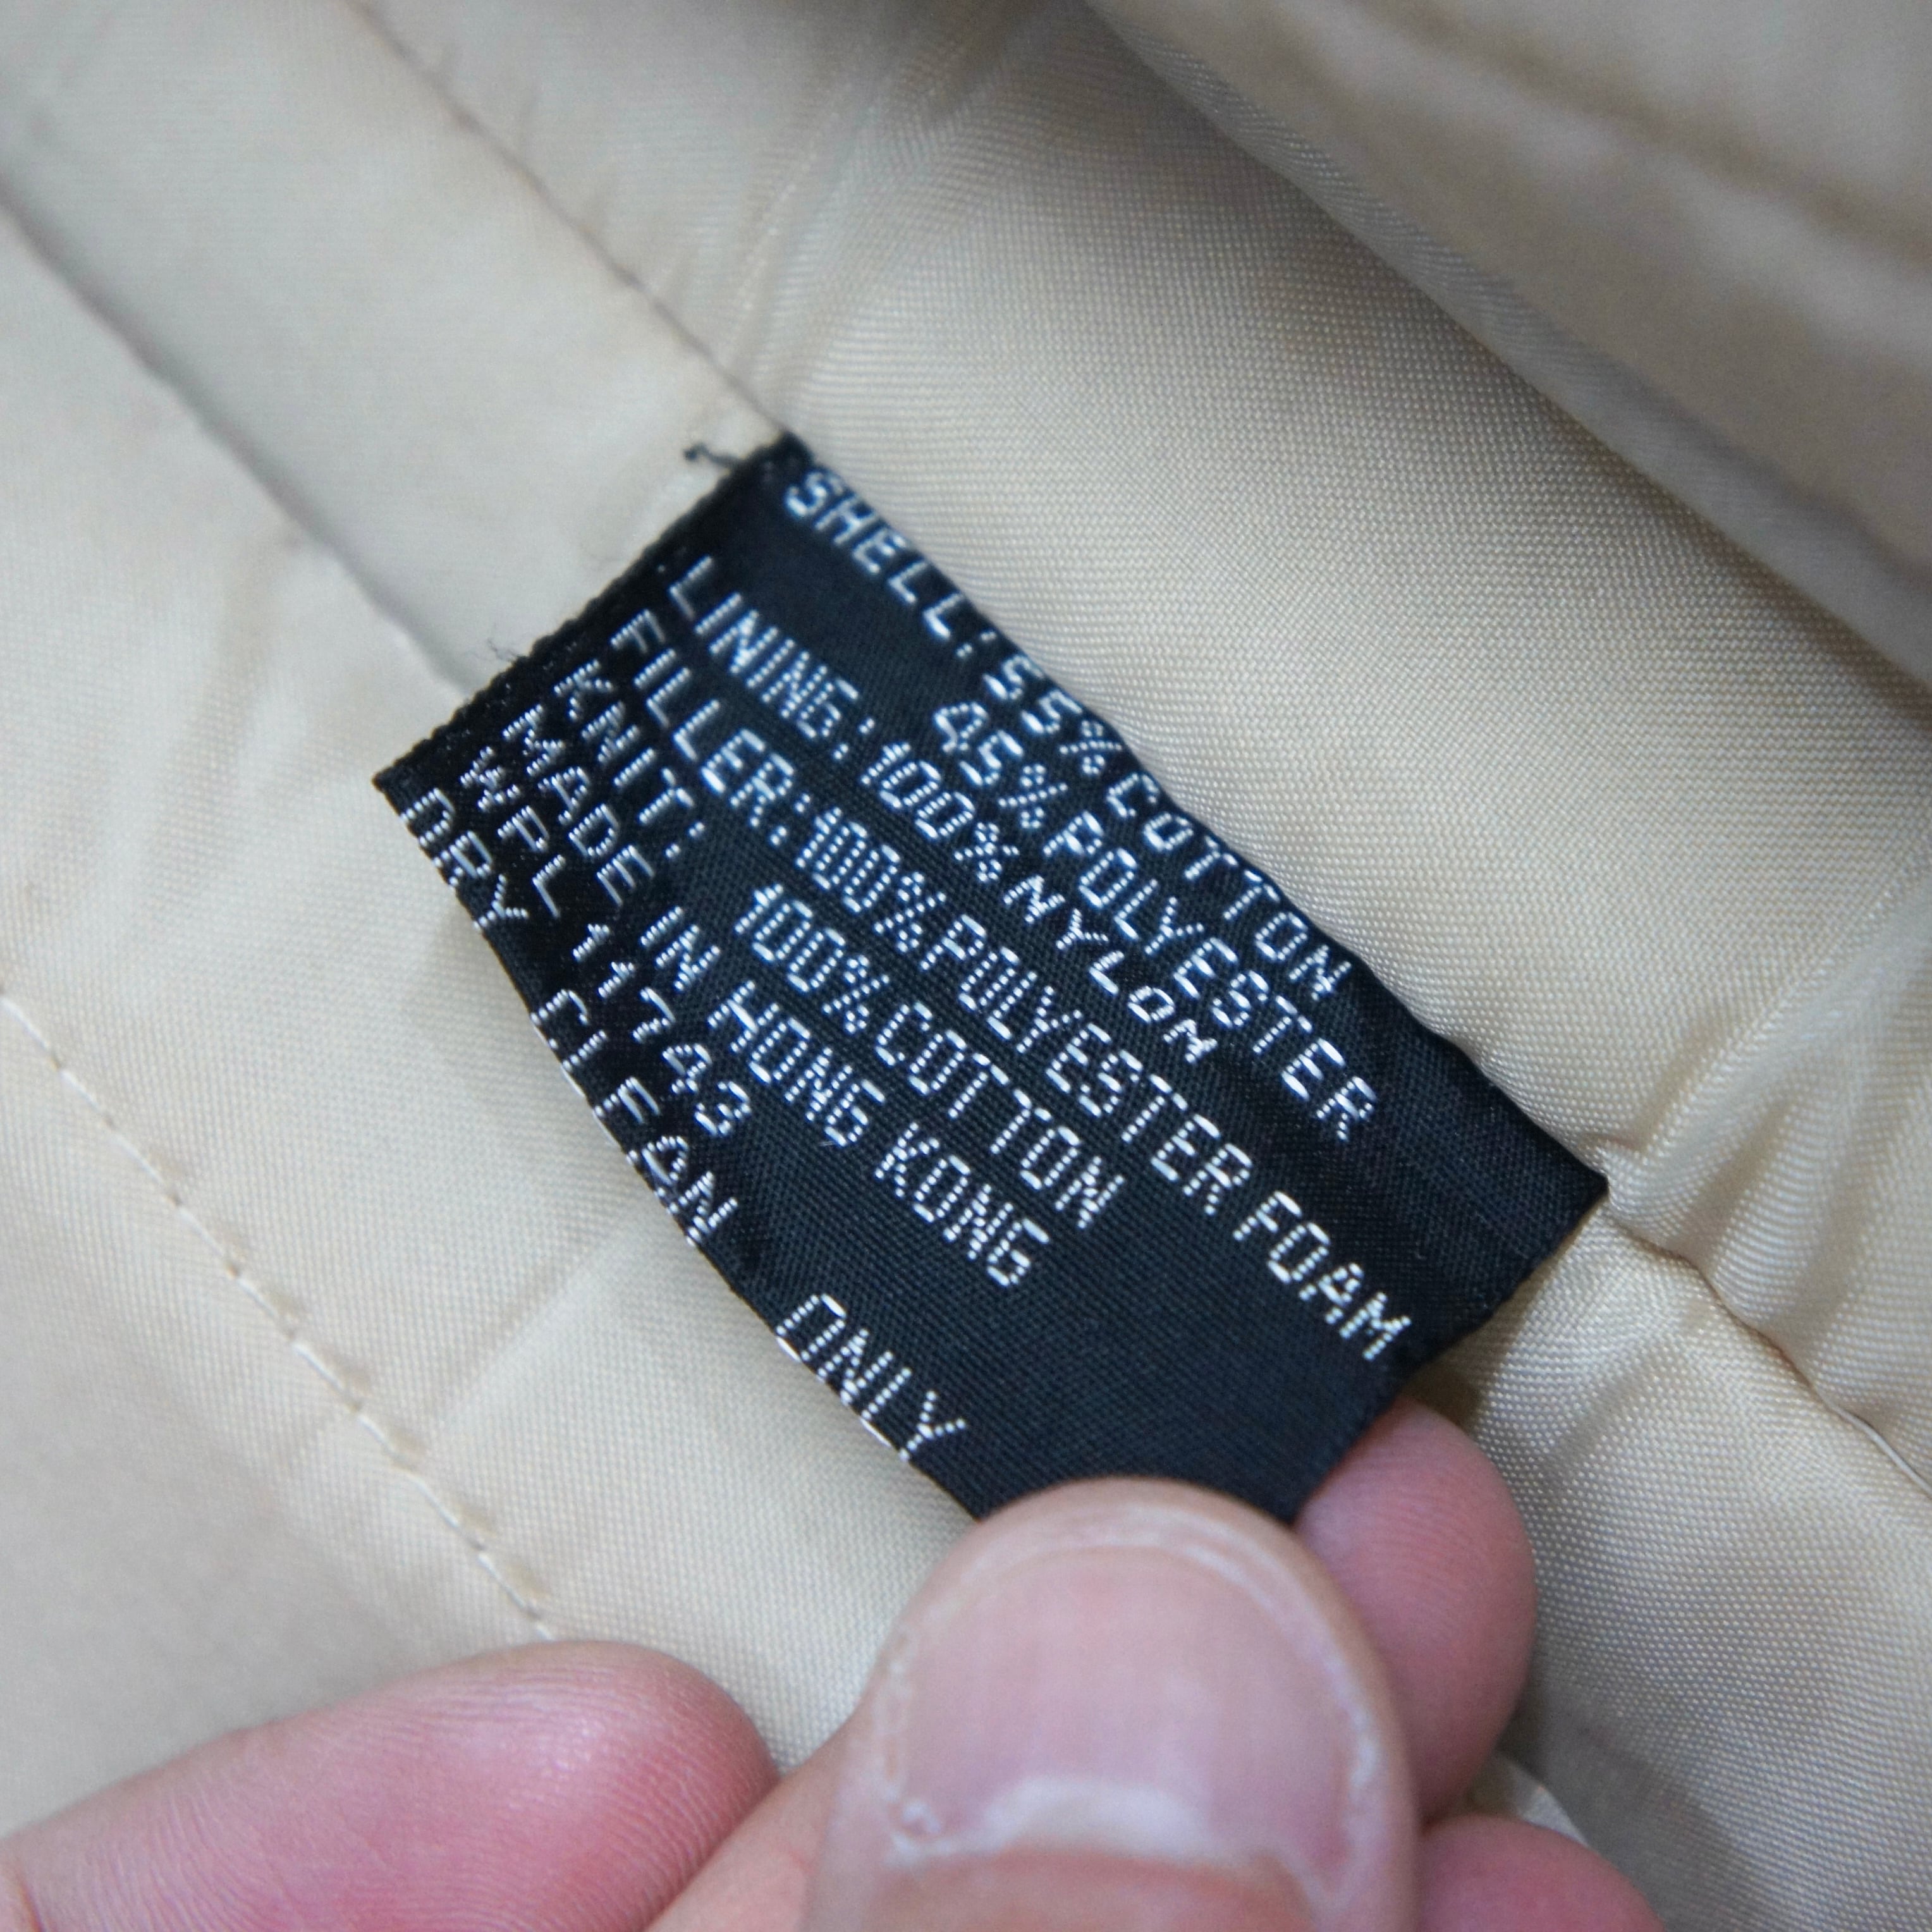 SHELL: 55% COTTON
45% POLYESTER
LINING: 100% NYLON
FILLER: 100% POLYESTER FOAM
KNIT: 100% COTTON
MADE IN HONG KONG
WPL 11743
DRY CLEAN ONLY